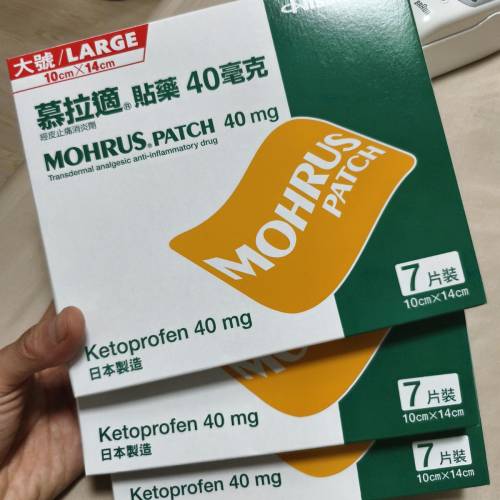 大號/LARGE
10cm×14cm
慕拉適® 貼藥 40毫克
經皮止痛消炎劑
MOHRUS® PATCH 40 mg
Transdermal analgesic anti-inflammatory drug
MOHRUS
PATCH
7片裝
10cm×14cm
Ketoprofen 40 mg
日本製造
MOHRUS
7片裝
10cm×14cm
Ketoprofen 40 mg
日本製造
7片裝
10cm×14cm
Ketoprofen 40 mg